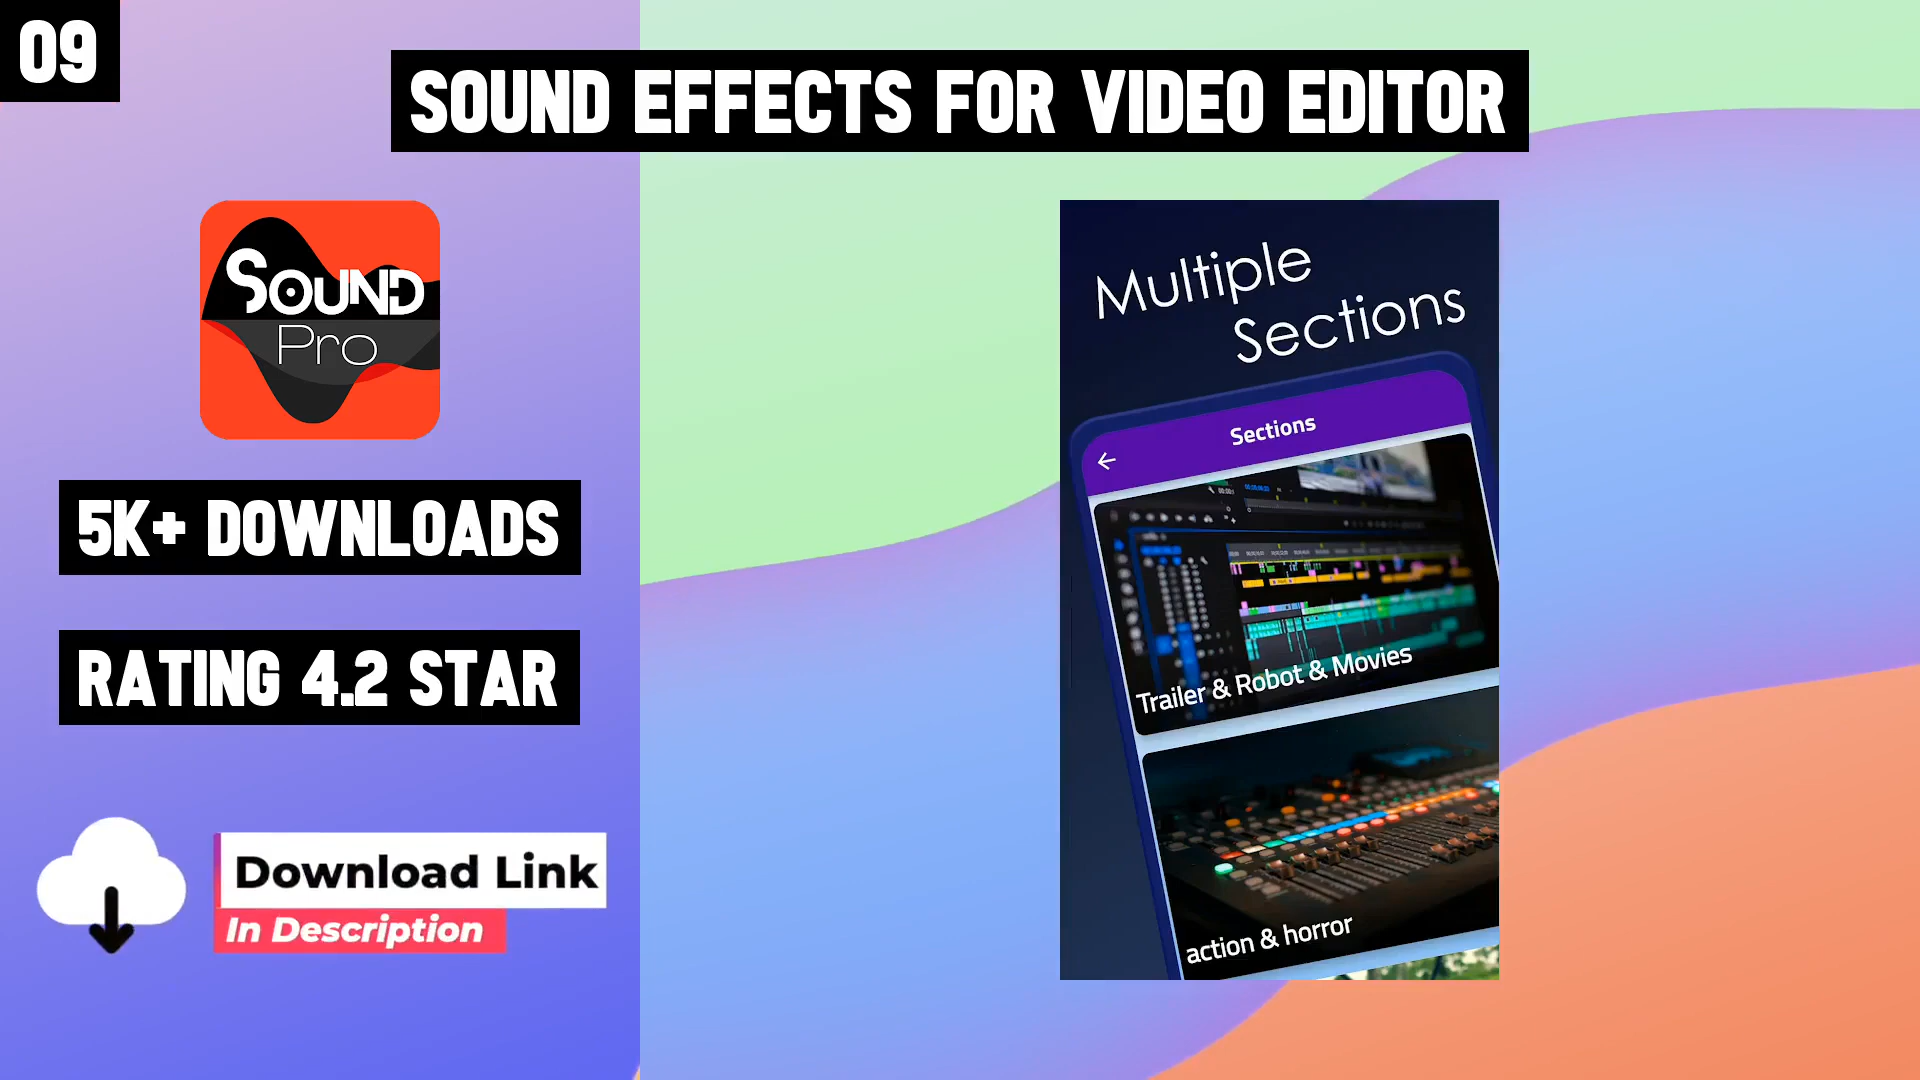 09
SOUND EFFECTS FOR VIDEO EDITOR
SOUND
Pro
5K+ DOWNLOADS
RATING 4.2 STAR
Download Link
In Description
Multiple
Sections
Sections
Trailer & Robot & Movies
action & horror